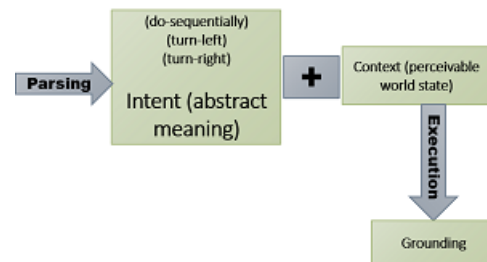 (do-sequentially)
(turn-left)
(turn-right)
Parsing
Intent (abstract
meaning)
+
Context (perceivable
world state)
Execution
Grounding